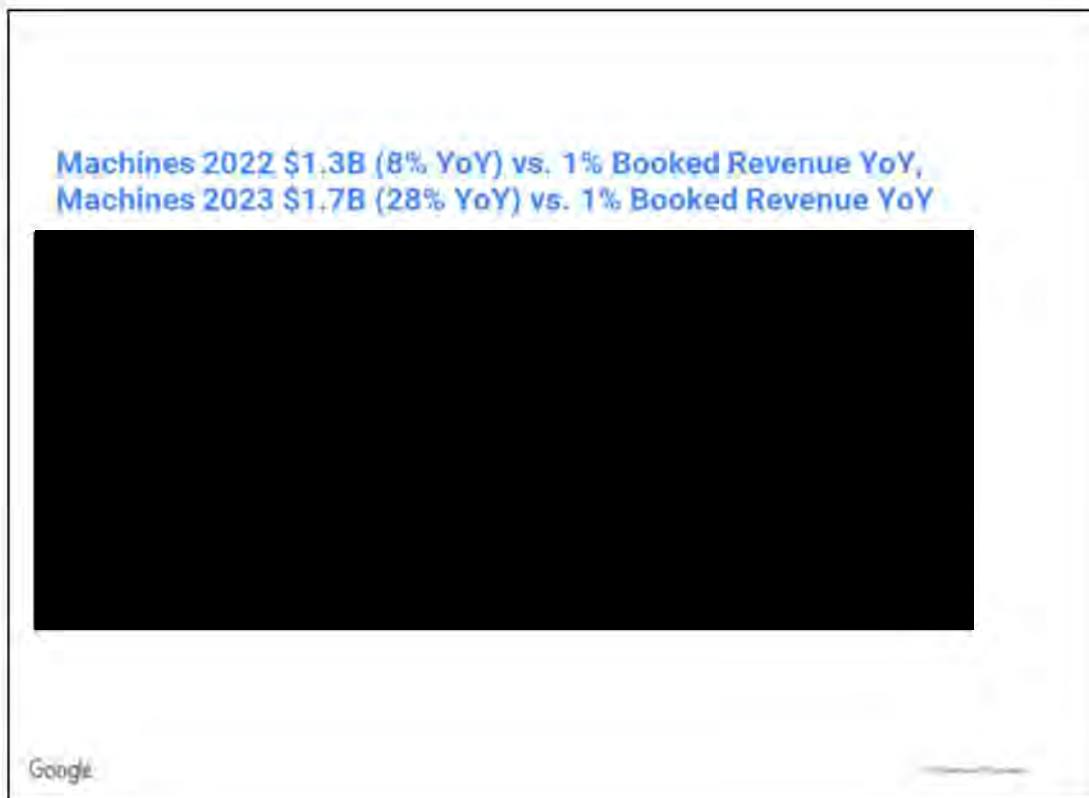 Machines 2022 $1.3B (8% YoY) vs. 1% Booked Revenue YoY,
Machines 2023 $1.7B (28% YoY) vs. 1% Booked Revenue YoY
Google